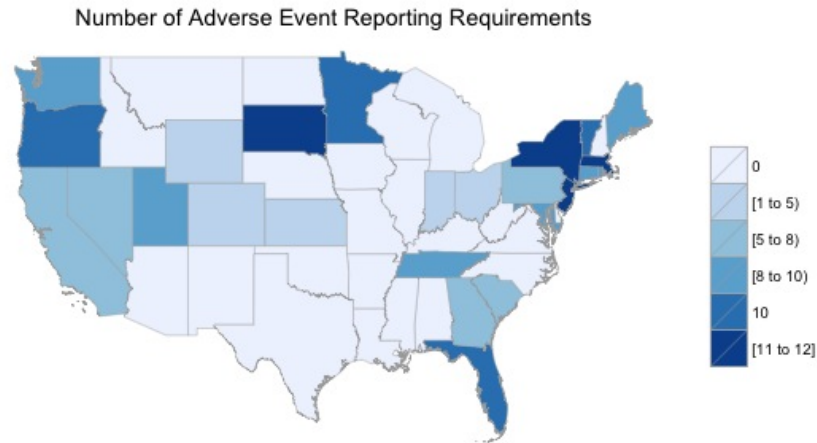 Number of Adverse Event Reporting Requirements
0
[1 to 5)
[5 to 8)
[8 to 10)
10
[11 to 12]